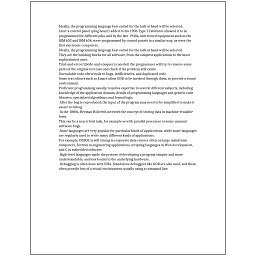 Ideally, the programming language best suited for the task at hand will be selected.
Later a control panel (plug board) added to his 1906 Type I Tabulator allowed it to be
programmed for different jobs, and by the late 1940s, unit record equipment such as the
IBM 602 and IBM 604, were programmed by control panels in a similar way, as were the
first electronic computers.
Ideally, the programming language best suited for the task at hand will be selected.
They are the building blocks for all software, from the simplest applications to the most
sophisticated ones.
Trial-and-error/divide-and-conquer is needed: the programmer will try to remove some
parts of the original test case and check if the problem still exists.
Unreadable code often leads to bugs, inefficiencies, and duplicated code.
Some text editors such as Emacs allow GDB to be invoked through them, to provide a visual
environment.
Proficient programming usually requires expertise in several different subjects, including
knowledge of the application domain, details of programming languages and generic code
libraries, specialized algorithms, and formal logic.
After the bug is reproduced, the input of the program may need to be simplified to make it
easier to debug.
In the 1880s, Herman Hollerith invented the concept of storing data in machine-readable
form.
This can be a non-trivial task, for example as with parallel processes or some unusual
software bugs.
Some languages are very popular for particular kinds of applications, while some languages
are regularly used to write many different kinds of applications.
For example, COBOL is still strong in corporate data centers often on large mainframe
computers, Fortran in engineering applications, scripting languages in Web development,
and C in embedded software.
High-level languages made the process of developing a program simpler and more
understandable, and less bound to the underlying hardware.
Debugging is often done with IDEs. Standalone debuggers like GDB are also used, and these
often provide less of a visual environment, usually using a command line.